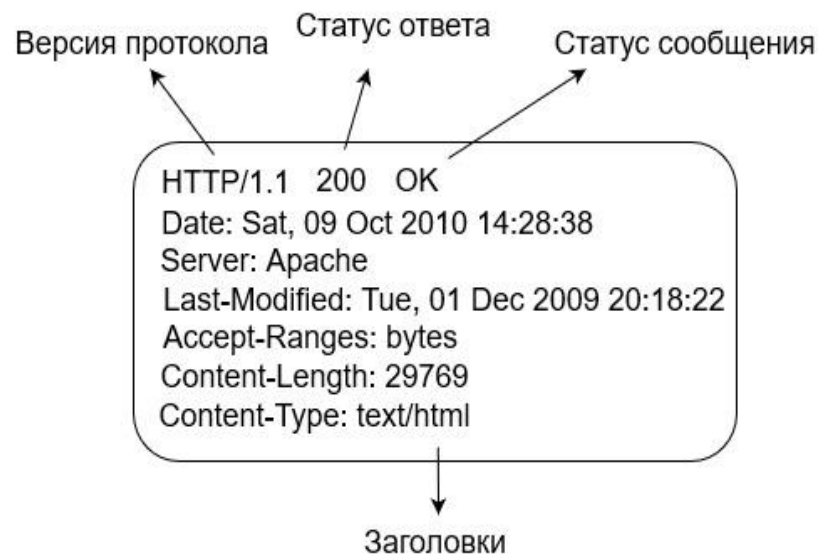 Версия протокола
Статус ответа
Статус сообщения
HTTP/1.1 200 OK
Date: Sat, 09 Oct 2010 14:28:38
Server: Apache
Last-Modified: Tue, 01 Dec 2009 20:18:22
Accept-Ranges: bytes
Content-Length: 29769
Content-Type: text/html
Заголовки